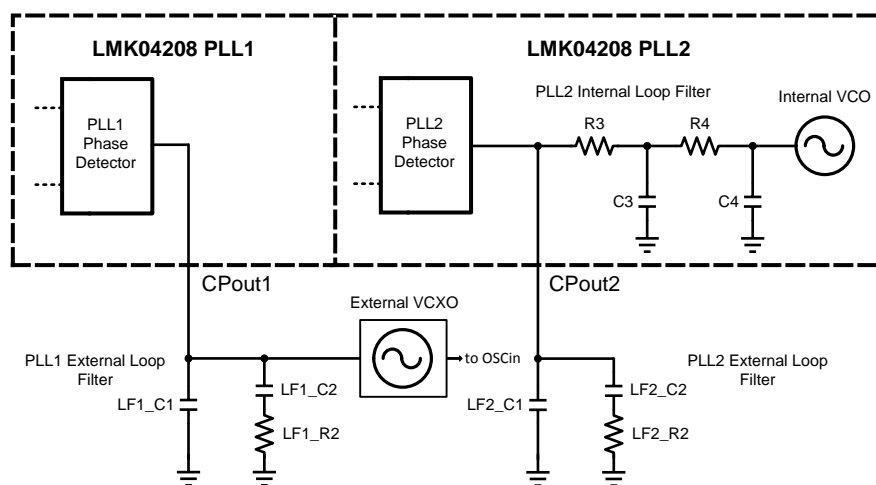 LMK04208 PLL1
LMK04208 PLL2
PLL1
Phase
Detector
PLL2
Phase
Detector
PLL2 Internal Loop Filter
Internal VCO
R3
R4
C3
C4
CPout1
CPout2
External VCXO
to OSCin
PLL1 External Loop
Filter
PLL2 External Loop
Filter
LF1_C1
LF1_C2
LF1_R2
LF2_C1
LF2_C2
LF2_R2